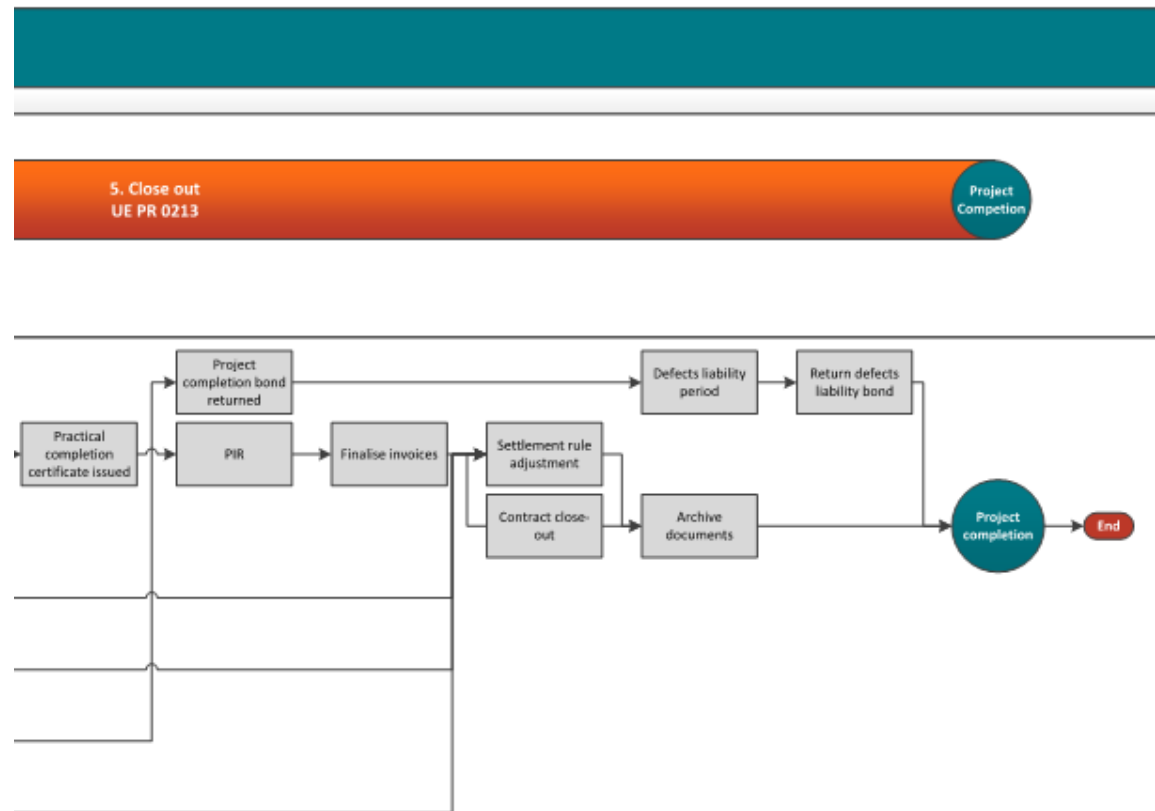 5. Close out
UE PR 0213
Project
Competion
Project
completion bond
returned
Defects liability
period
Return defects
liability bond
Practical
completion
certificate issued
PIR
Finalise invoices
Settlement rule
adjustment
Contract close-
out
Archive
documents
Project
completion
End